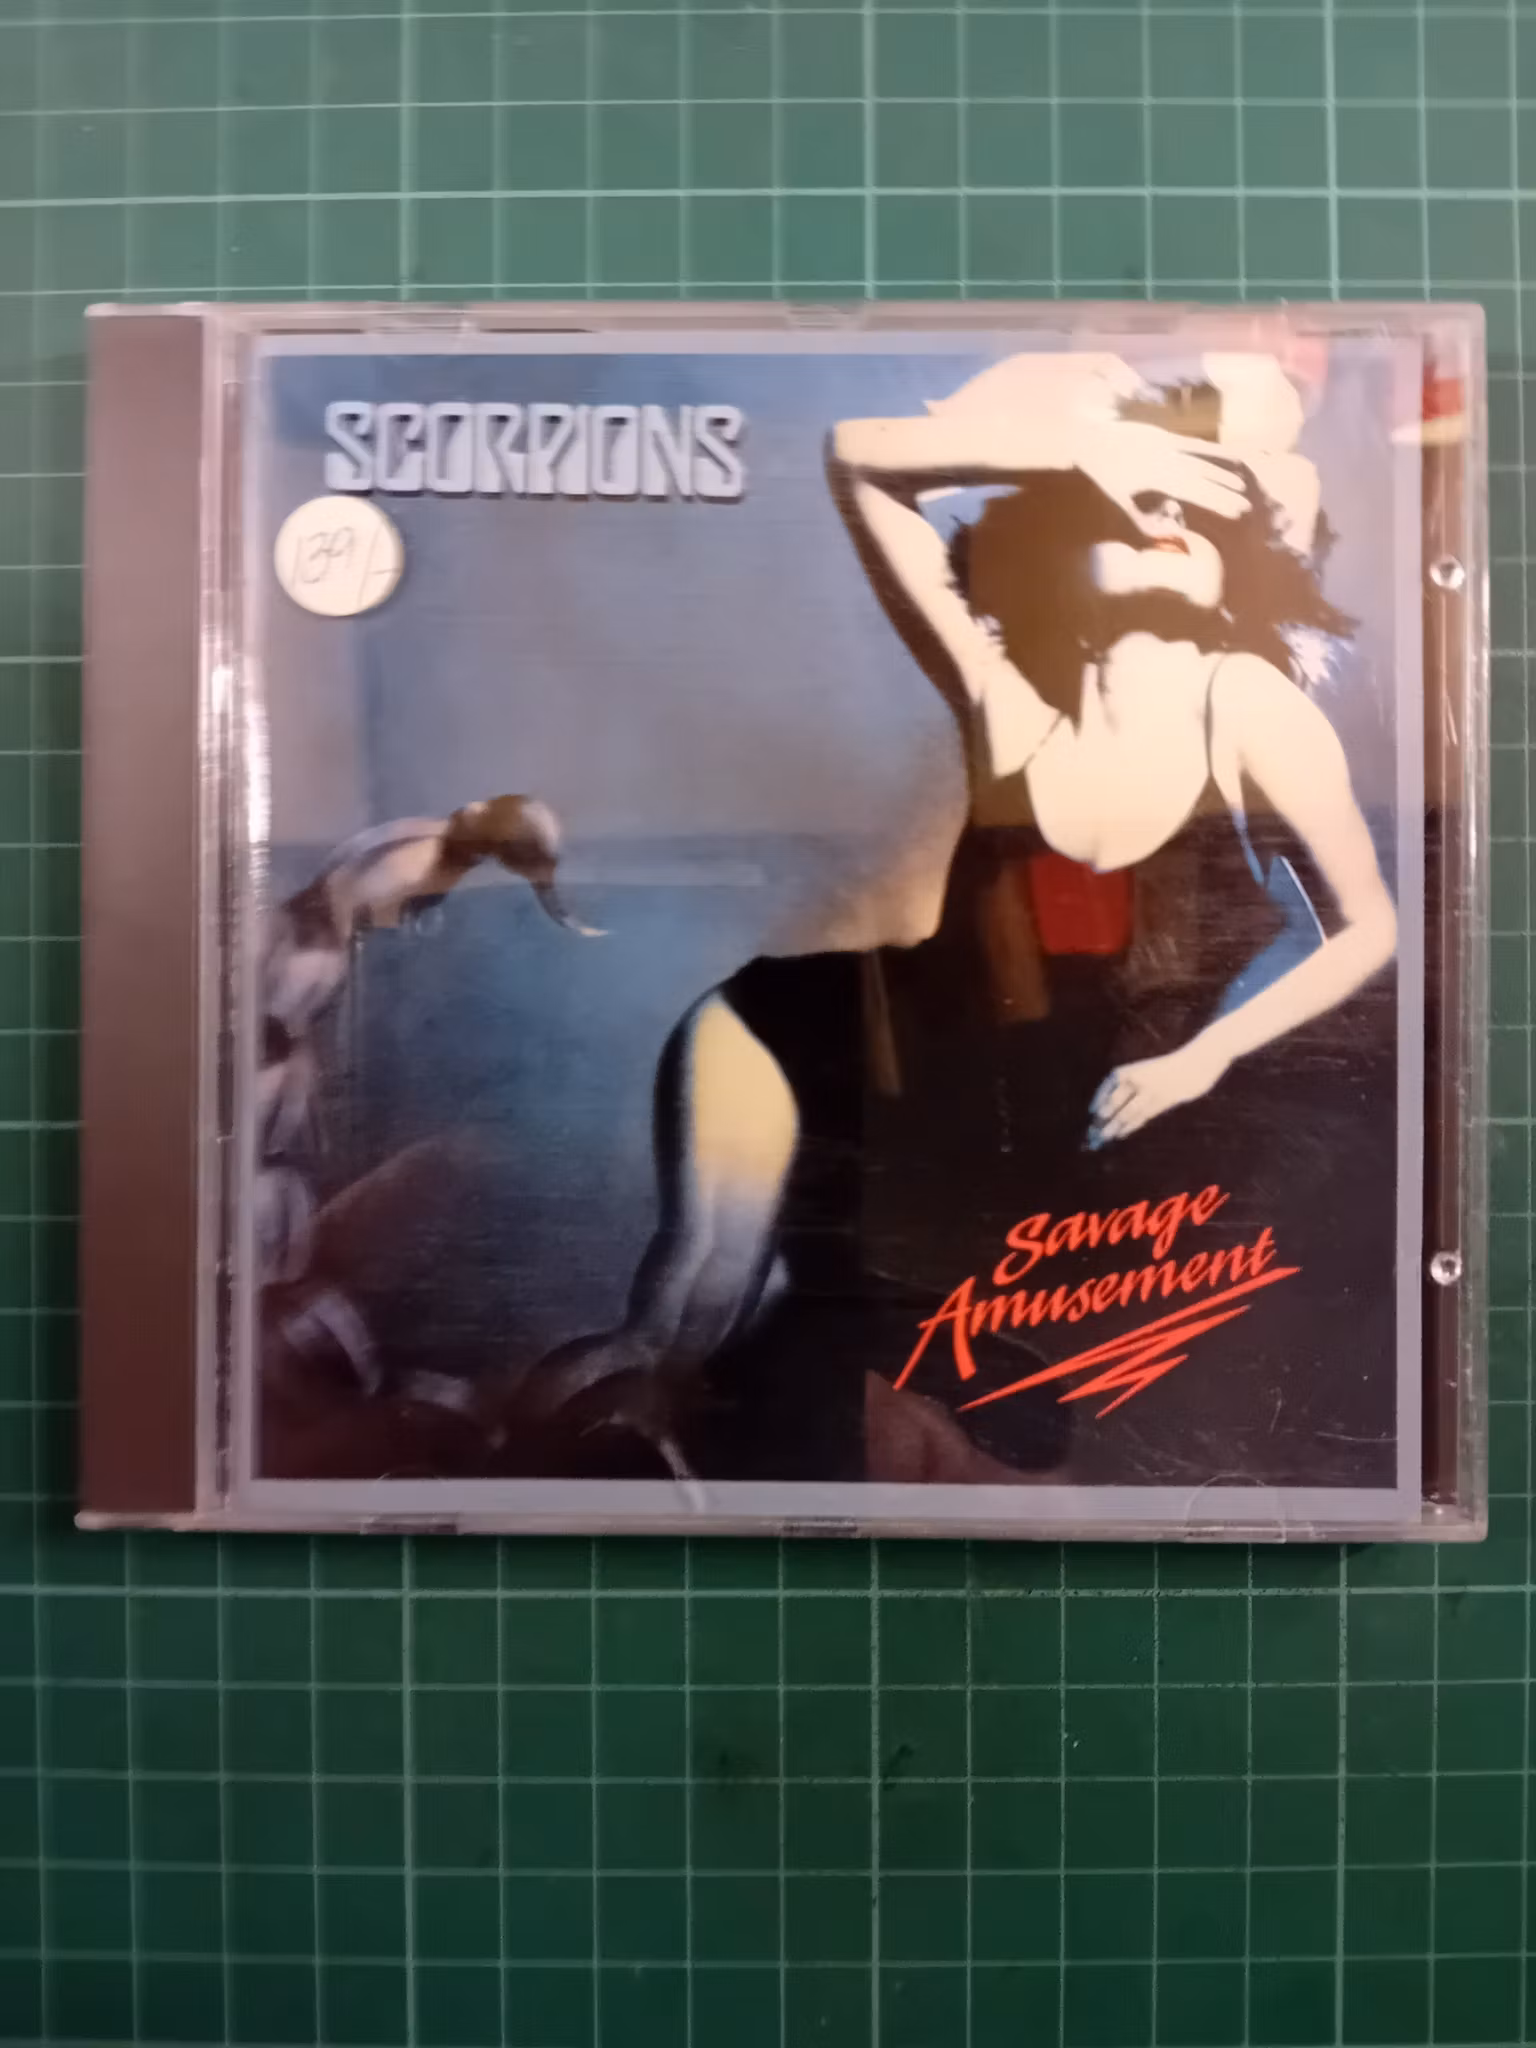 SCORPIONS
139/-
Savage
Amusement